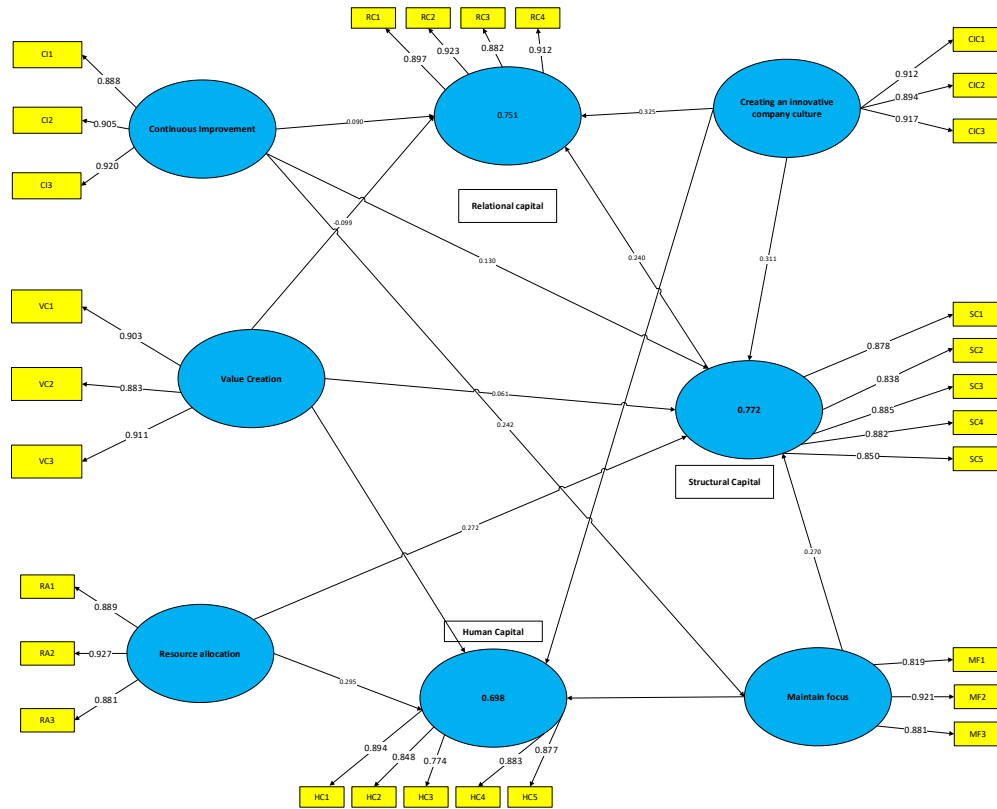 RC1
RC2
RC3
RC4
0.897
0.923
0.882
0.912
CI1
CI2
CI3
0.888
0.905
0.920
Continuous Improvement
0.090
0.751
0.325
Creating an innovative
company culture
CIC1
CIC2
CIC3
0.912
0.894
0.917
Relational capital
-0.099
0.130
0.240
0.311
VC1
VC2
VC3
0.903
0.883
0.911
Value Creation
0.061
0.242
0.772
SC1
SC2
SC3
SC4
SC5
0.878
0.838
0.885
0.882
0.850
Structural Capital
0.272
0.270
RA1
RA2
RA3
0.889
0.927
0.881
Resource allocation
0.295
Human Capital
0.698
Maintain focus
MF1
MF2
MF3
0.819
0.921
0.881
0.894
0.848
0.774
0.883
0.877
HC1
HC2
HC3
HC4
HC5